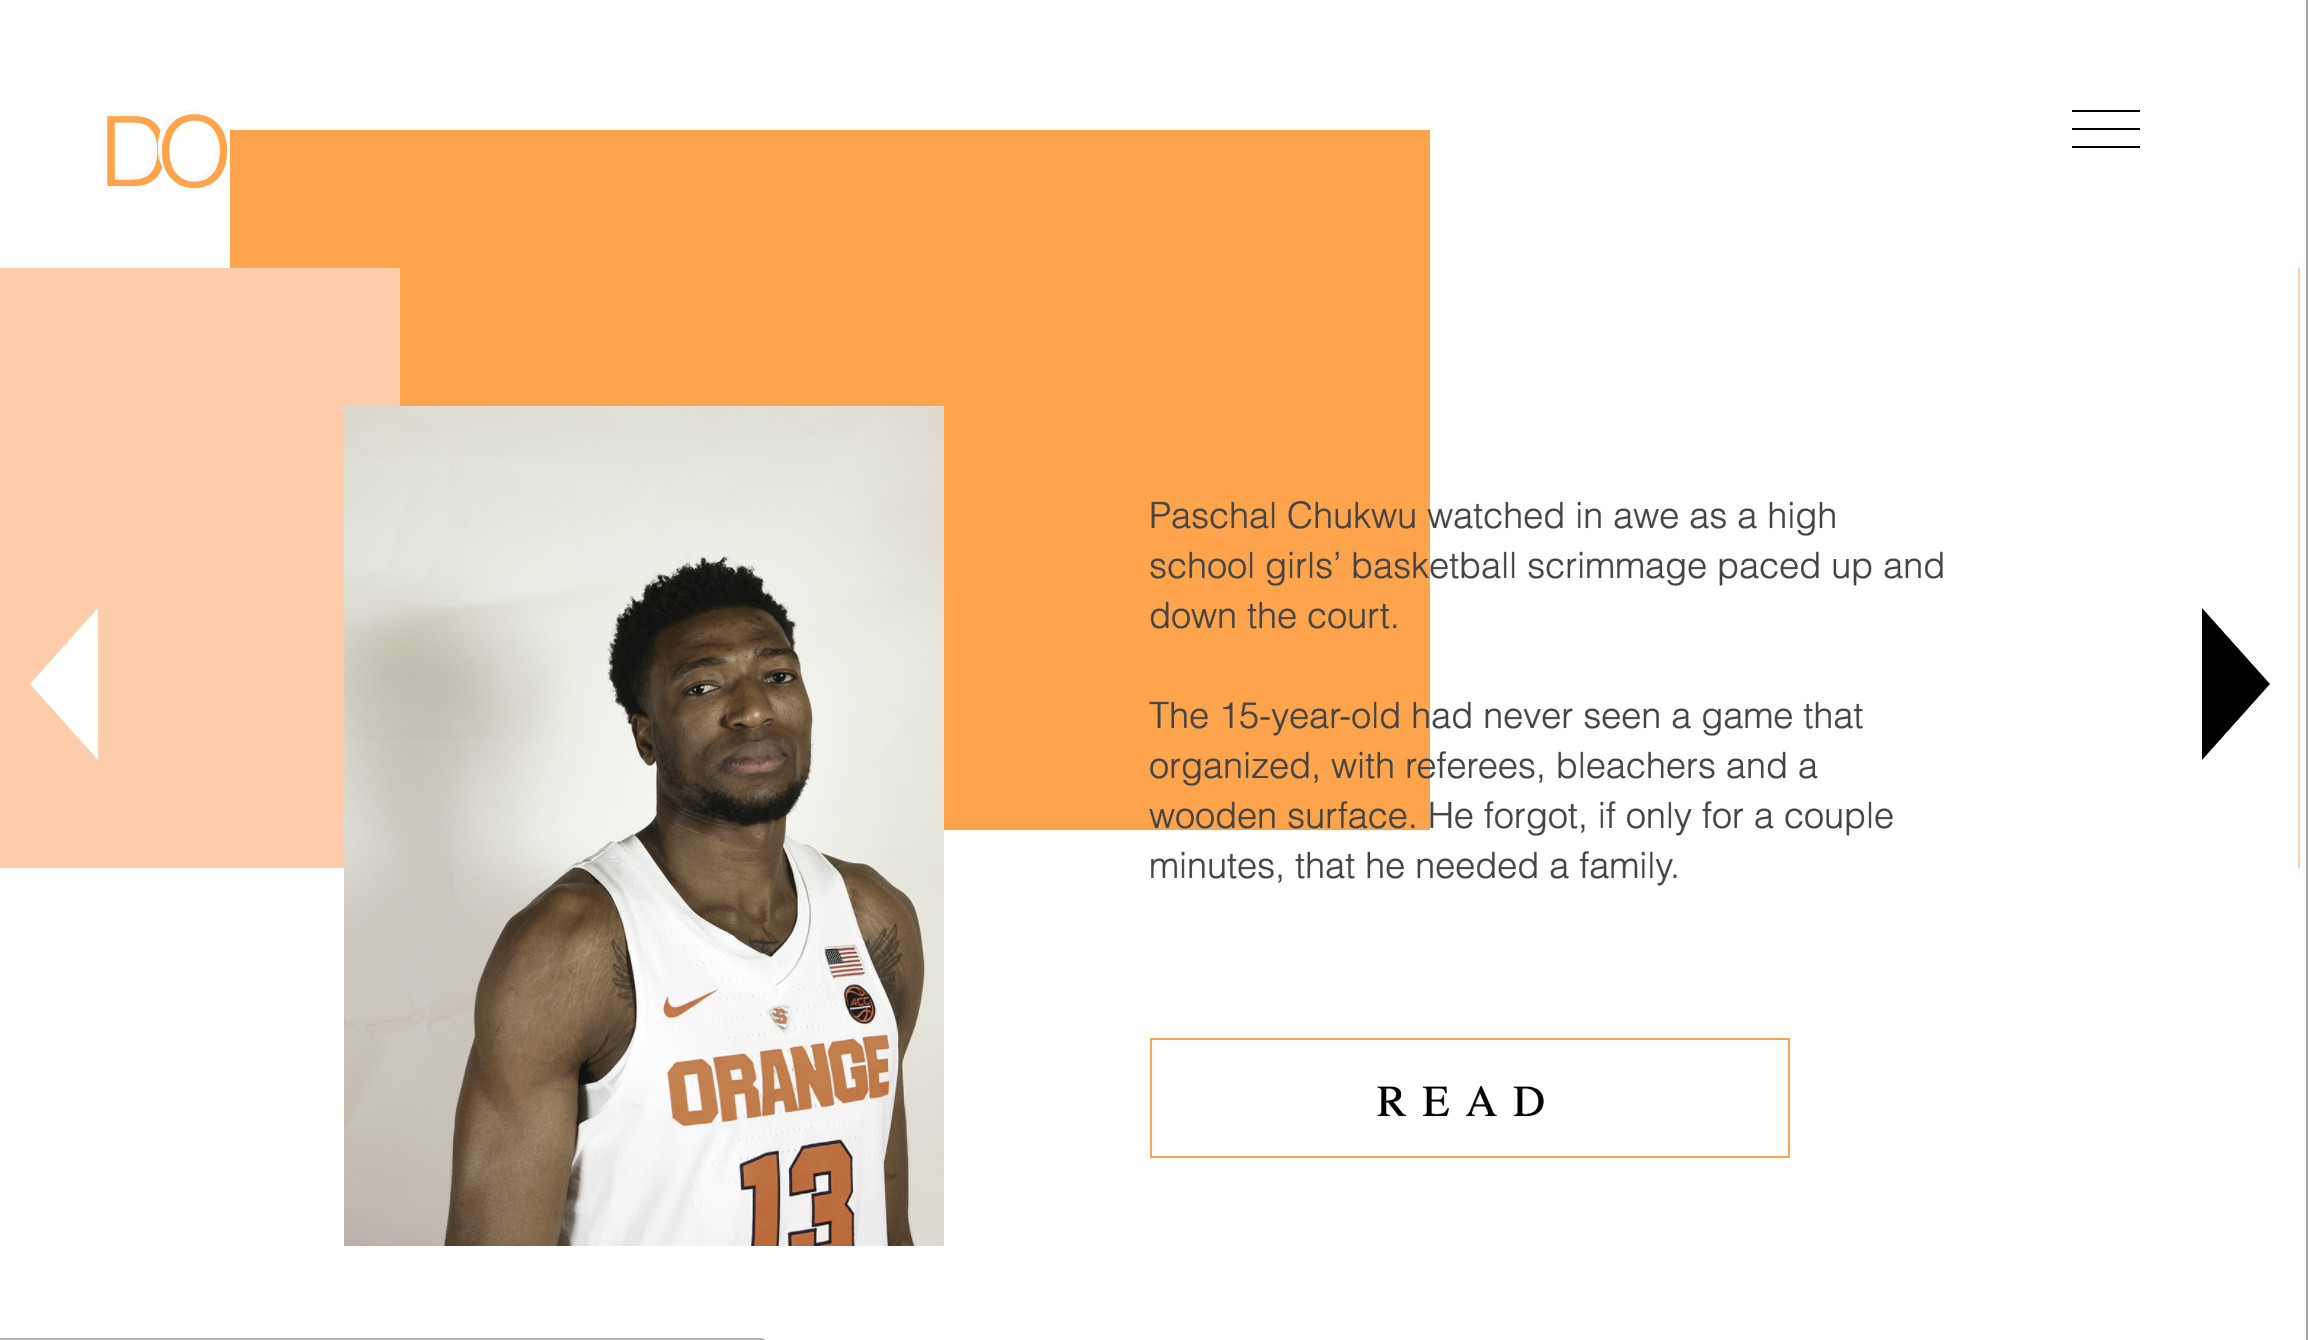 DO
Paschal Chukwu watched in awe as a high
school girls’ basketball scrimmage paced up and
down the court.
The 15-year-old had never seen a game that
organized, with referees, bleachers and a
wooden surface. He forgot, if only for a couple
minutes, that he needed a family.
ACC
S
ORANGE
13
READ